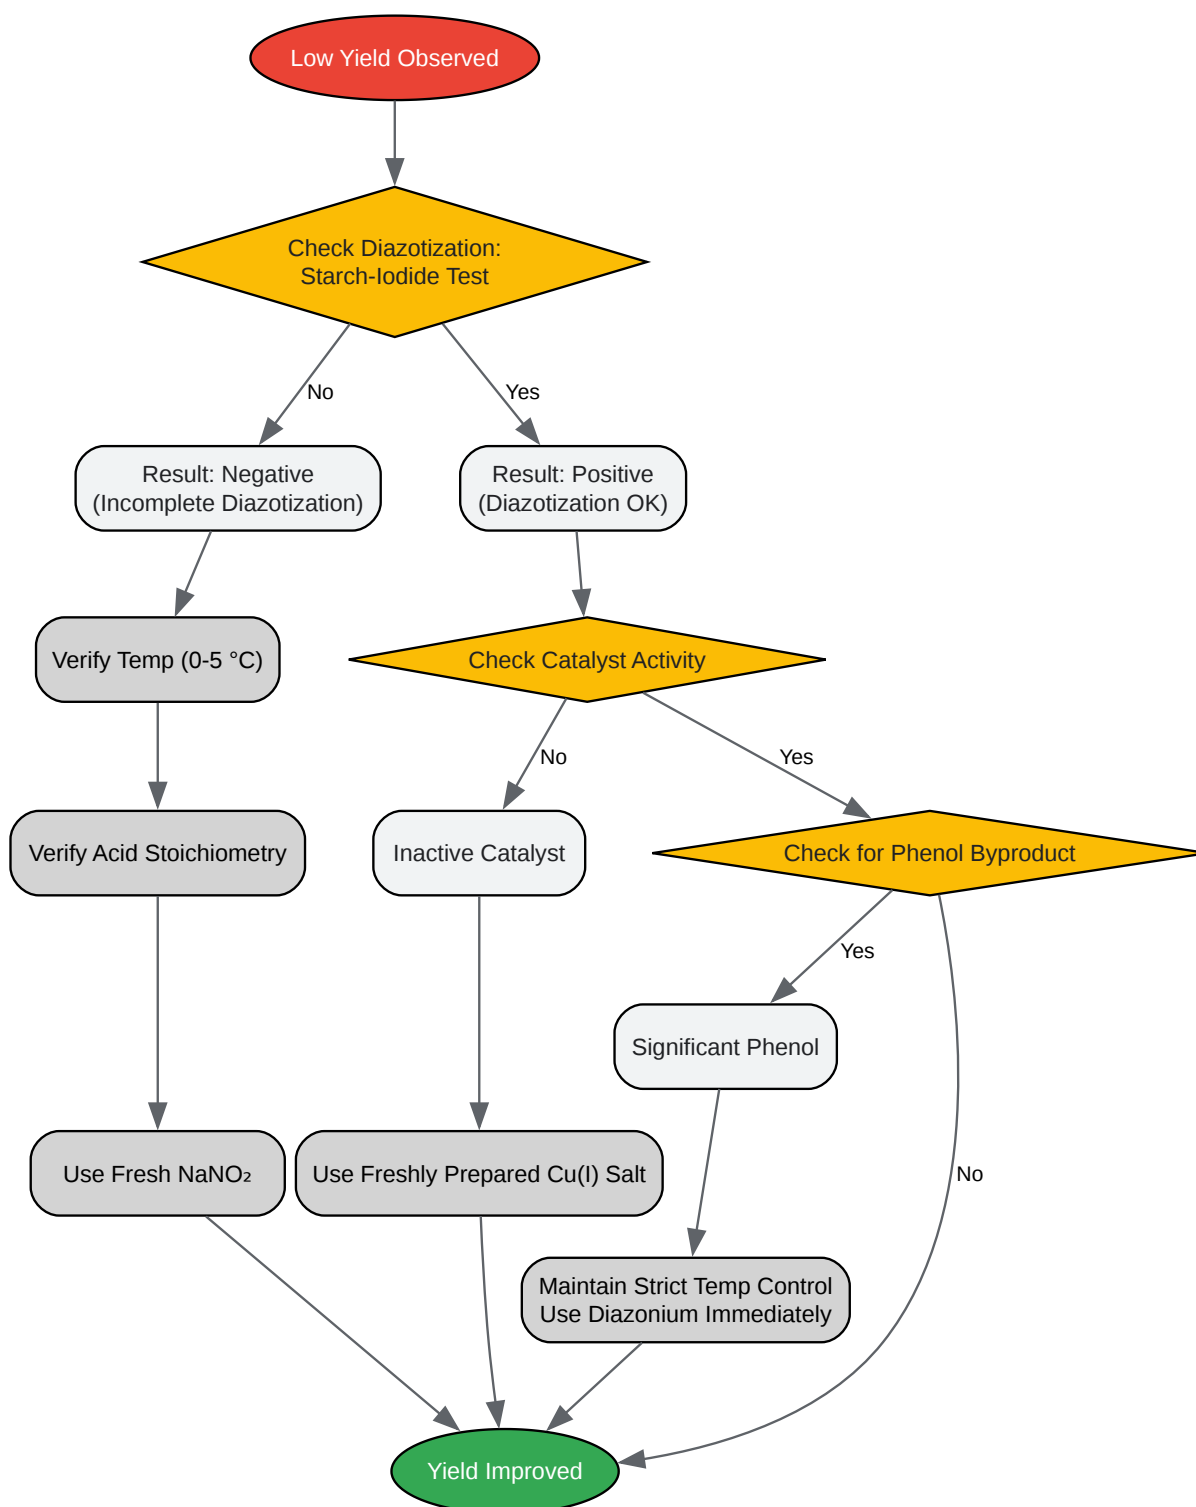 Low Yield Observed
Check Diazotization:
Starch-Iodide Test
No
Yes
Result: Negative
(Incomplete Diazotization)
Result: Positive
(Diazotization OK)
Verify Temp (0-5 °C)
Check Catalyst Activity
No
Yes
Verify Acid Stoichiometry
Inactive Catalyst
Check for Phenol Byproduct
Yes
Significant Phenol
Use Fresh NaNO₂
Use Freshly Prepared Cu(I) Salt
No
Maintain Strict Temp Control
Use Diazonium Immediately
Yield Improved